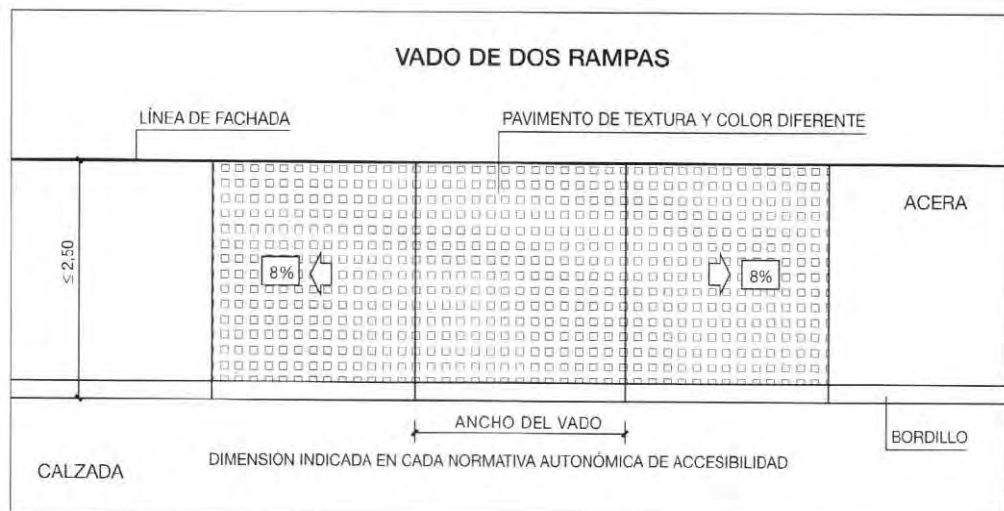 VADO DE DOS RAMPAS
LÍNEA DE FACHADA
PAVIMENTO DE TEXTURA Y COLOR DIFERENTE
ACERA
≤ 2,50
8%
8%
ANCHO DEL VADO
BORDILLO
DIMENSIÓN INDICADA EN CADA NORMATIVA AUTONÓMICA DE ACCESIBILIDAD
CALZADA